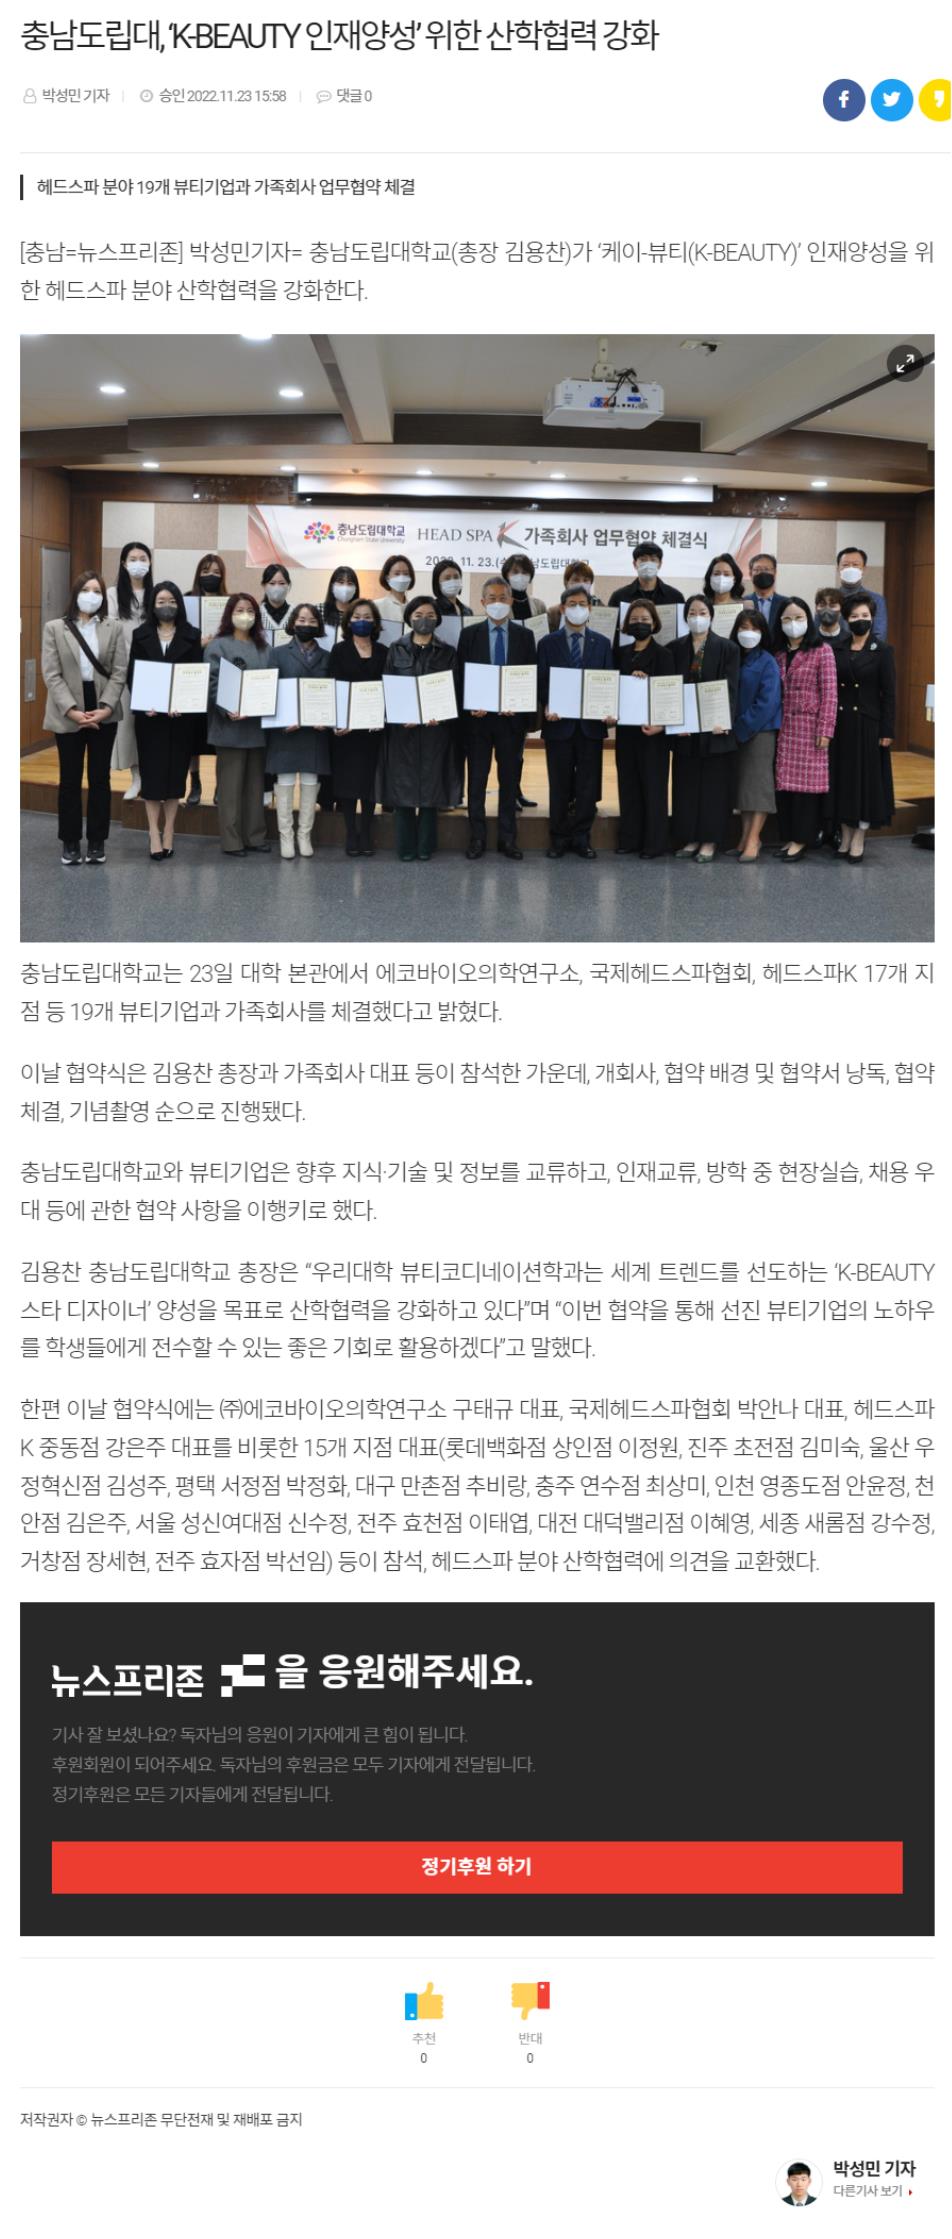 충남도립대, ‘K-BEAUTY 인재양성’ 위한 산학협력 강화
박성민 기자 승인 2022.11.23 15:58 댓글 0
헤드스파 분야 19개 뷰티기업과 가족회사 업무협약 체결
[충남=뉴스프리존] 박성민기자= 충남도립대학교(총장 김용찬)가 ‘케이-뷰티(K-BEAUTY)’ 인재양성을 위
한 헤드스파 분야 산학협력을 강화한다.
충남도립대학교 HEAD SPA K 가족회사 업무협약 체결식
Chungnam State University
11. 23.
충남도립대학교는 23일 대학 본관에서 에코바이오의학연구소, 국제헤드스파협회, 헤드스파K 17개 지
점 등 19개 뷰티기업과 가족회사를 체결했다고 밝혔다.
이날 협약식은 김용찬 총장과 가족회사 대표 등이 참석한 가운데, 개회사, 협약 배경 및 협약서 낭독, 협약
체결, 기념촬영 순으로 진행됐다.
충남도립대학교와 뷰티기업은 향후 지식·기술 및 정보를 교류하고, 인재교류, 방학 중 현장실습, 채용 우
대 등에 관한 협약 사항을 이행키로 했다.
김용찬 충남도립대학교 총장은 “우리대학 뷰티코디네이션학과는 세계 트렌드를 선도하는 ‘K-BEAUTY
스타 디자이너’ 양성을 목표로 산학협력을 강화하고 있다”며 “이번 협약을 통해 선진 뷰티기업의 노하우
를 학생들에게 전수할 수 있는 좋은 기회로 활용하겠다”고 말했다.
한편 이날 협약식에는 ㈜에코바이오의학연구소 구태규 대표, 국제헤드스파협회 박안나 대표, 헤드스파
K 중동점 강은주 대표를 비롯한 15개 지점 대표(롯데백화점 상인점 이정원, 진주 초전점 김미숙, 울산 우
정혁신점 김성주, 평택 서정점 박정화, 대구 만촌점 추비랑, 충주 연수점 최상미, 인천 영종도점 안윤정, 천
안점 김은주, 서울 성신여대점 신수정, 전주 효천점 이태엽, 대전 대덕밸리점 이혜영, 세종 새롬점 강수정,
거창점 장세현, 전주 효자점 박선임) 등이 참석, 헤드스파 분야 산학협력에 의견을 교환했다.
뉴스프리존 을 응원해주세요.
기사 잘 보셨나요? 독자님의 응원이 기자에게 큰 힘이 됩니다.
후원회원이 되어주세요. 독자님의 후원금은 모두 기자에게 전달됩니다.
정기후원은 모든 기자들에게 전달됩니다.
정기후원 하기
추천 반대
0 0
저작권자 © 뉴스프리존 무단전재 및 재배포 금지
박성민 기자
다른기사 보기